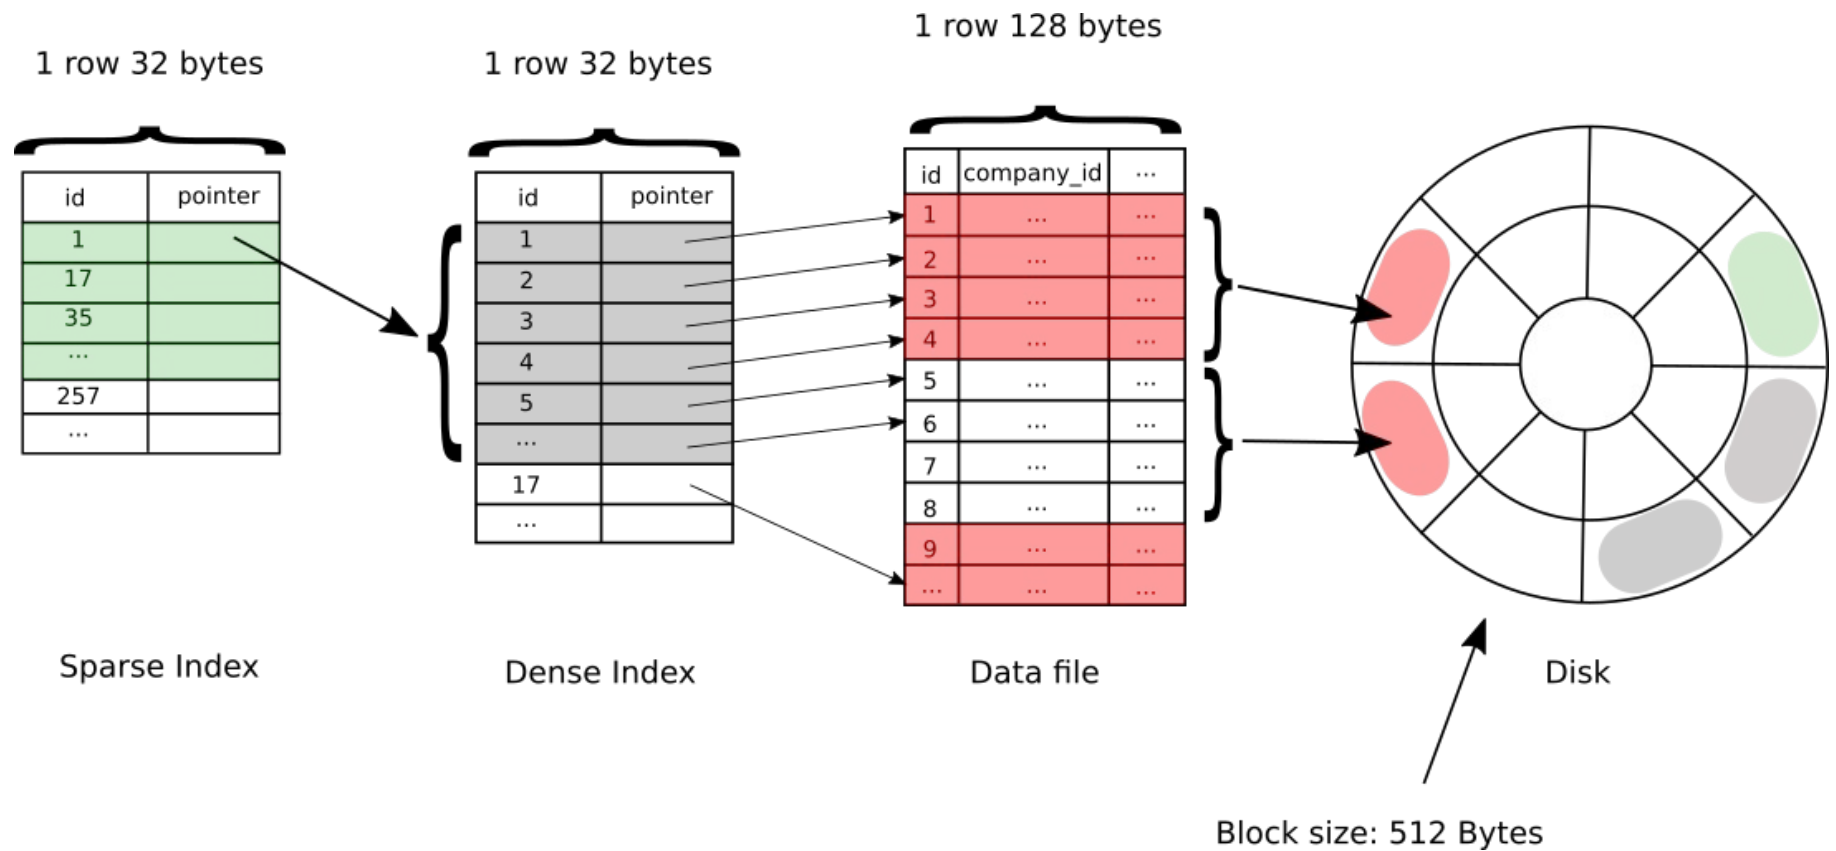 1 row 32 bytes
1 row 32 bytes
1 row 128 bytes
id pointer
1
17
35
...
257
...
id pointer
1
2
3
4
5
...
17
...
id company_id ...
1 ... ...
2 ... ...
3 ... ...
4 ... ...
5 ... ...
6 ... ...
7 ... ...
8 ... ...
9 ... ...
... ... ...
Sparse Index
Dense Index
Data file
Disk
Block size: 512 Bytes